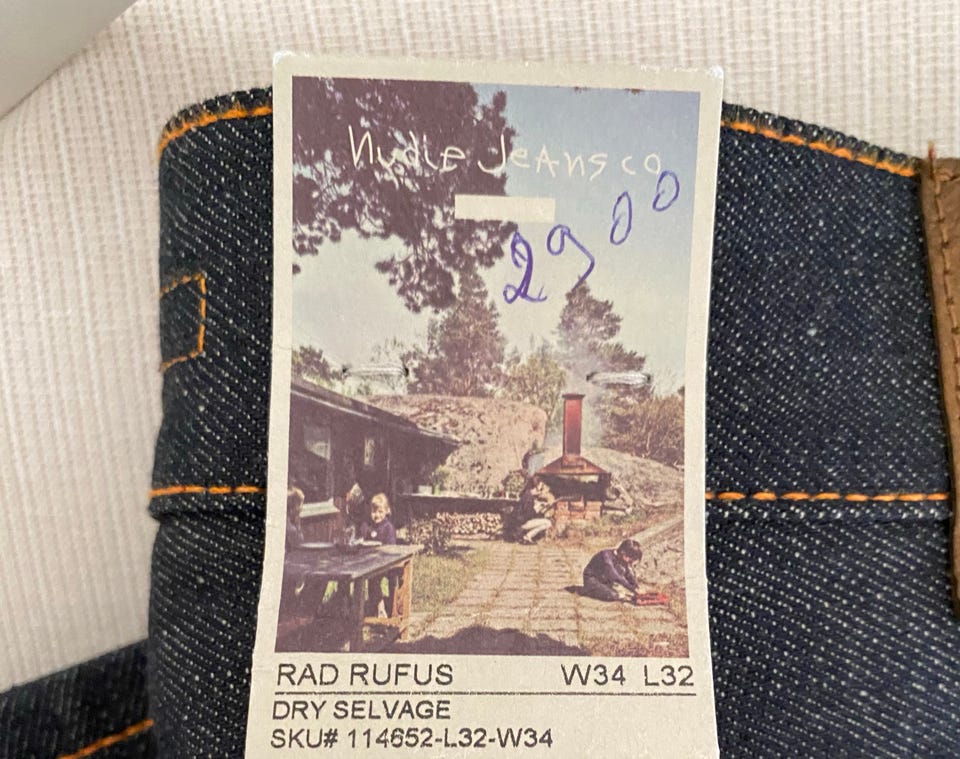 Nudie Jeans co
2900
RAD RUFUS W34 L32
DRY SELVAGE
SKU# 114652-L32-W34